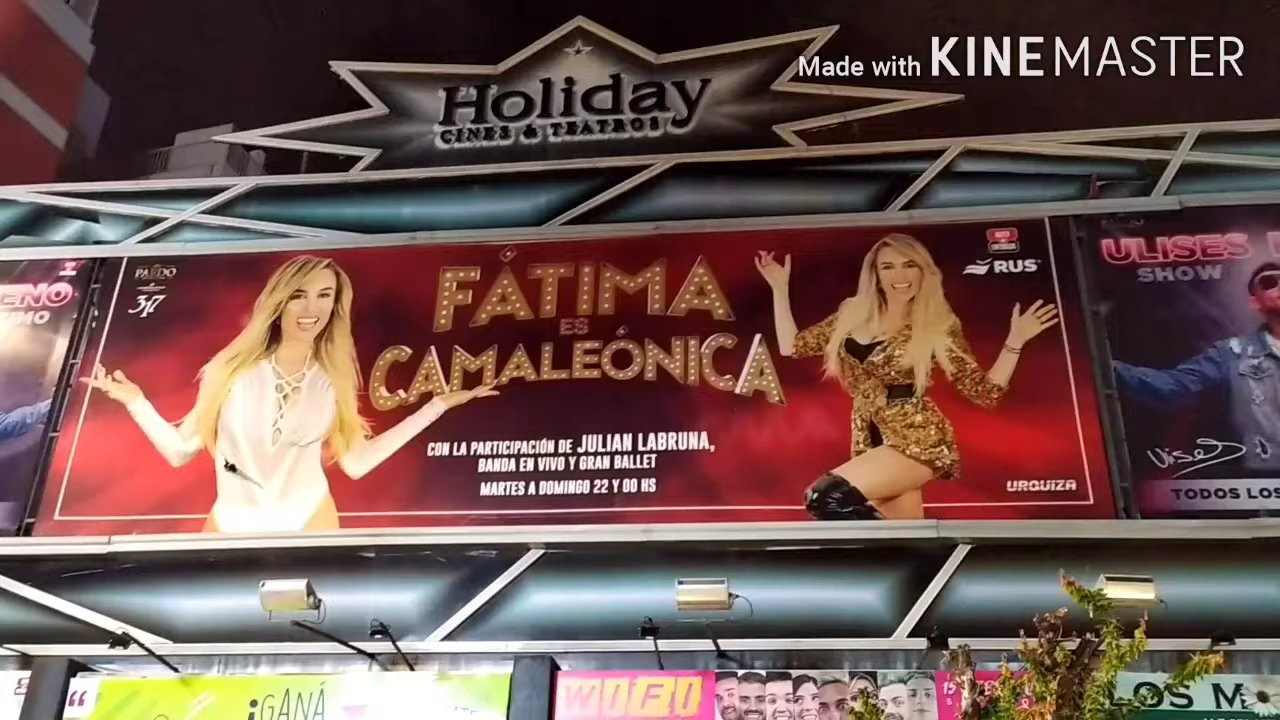 Made with KINEMASTER
Holiday
CINES & TEATROS
PARDO
RUS
ULISES
SHOW
FÁTIMA
ES
CAMALEÓNICA
CON LA PARTICIPACIÓN DE JULIAN LABRUNA,
BANDA EN VIVO Y GRAN BALLET
MARTES A DOMINGO 22 Y 00 HS
URQUIZA
TODOS LOS
¡GANÁ
WIFI
LOS M